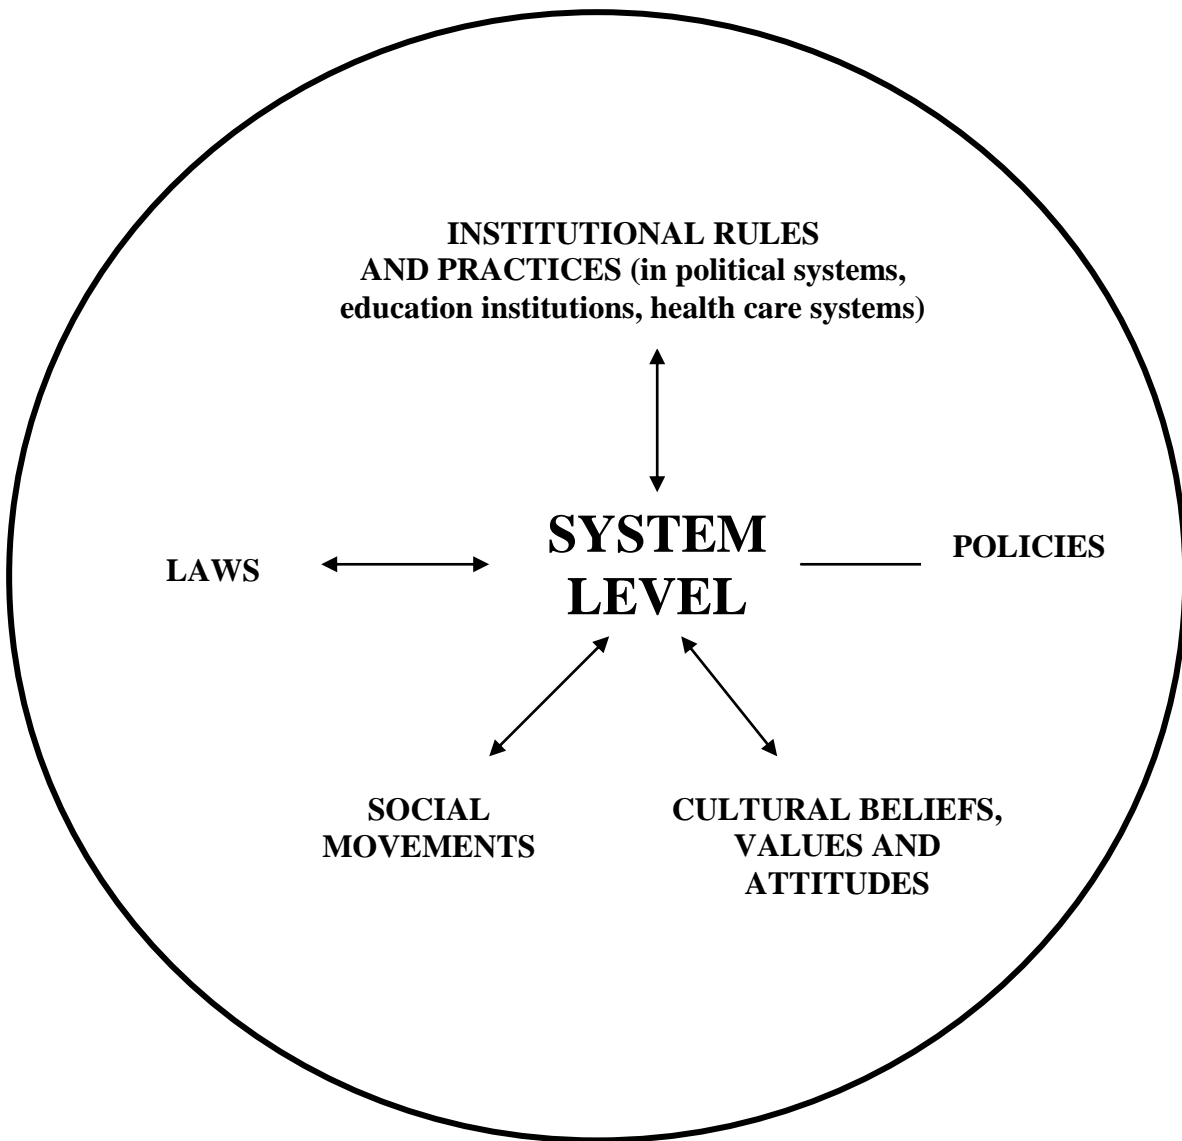 INSTITUTIONAL RULES
AND PRACTICES (in political systems,
education institutions, health care systems)
SYSTEM
LEVEL
LAWS
POLICIES
SOCIAL
MOVEMENTS
CULTURAL BELIEFS,
VALUES AND
ATTITUDES